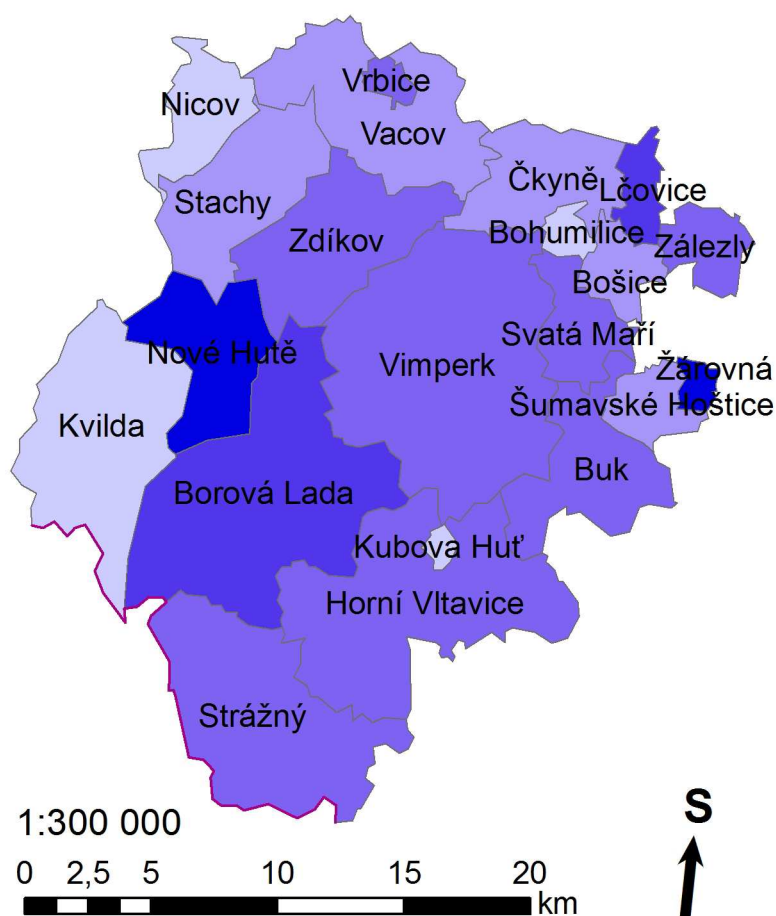 Vrbice
Nicov
Vacov
Čkyně
Lčovice
Stachy
Bohumilice
Zdíkov
Zálezly
Bošice
Svatá Maří
Nové Hutě
Vimperk
Žárovná
Šumavské Hoštice
Kvilda
Buk
Borová Lada
Kubova Huť
Horní Vltavice
Strážný
S
1:300 000
0 2,5 5 10 15 20
km